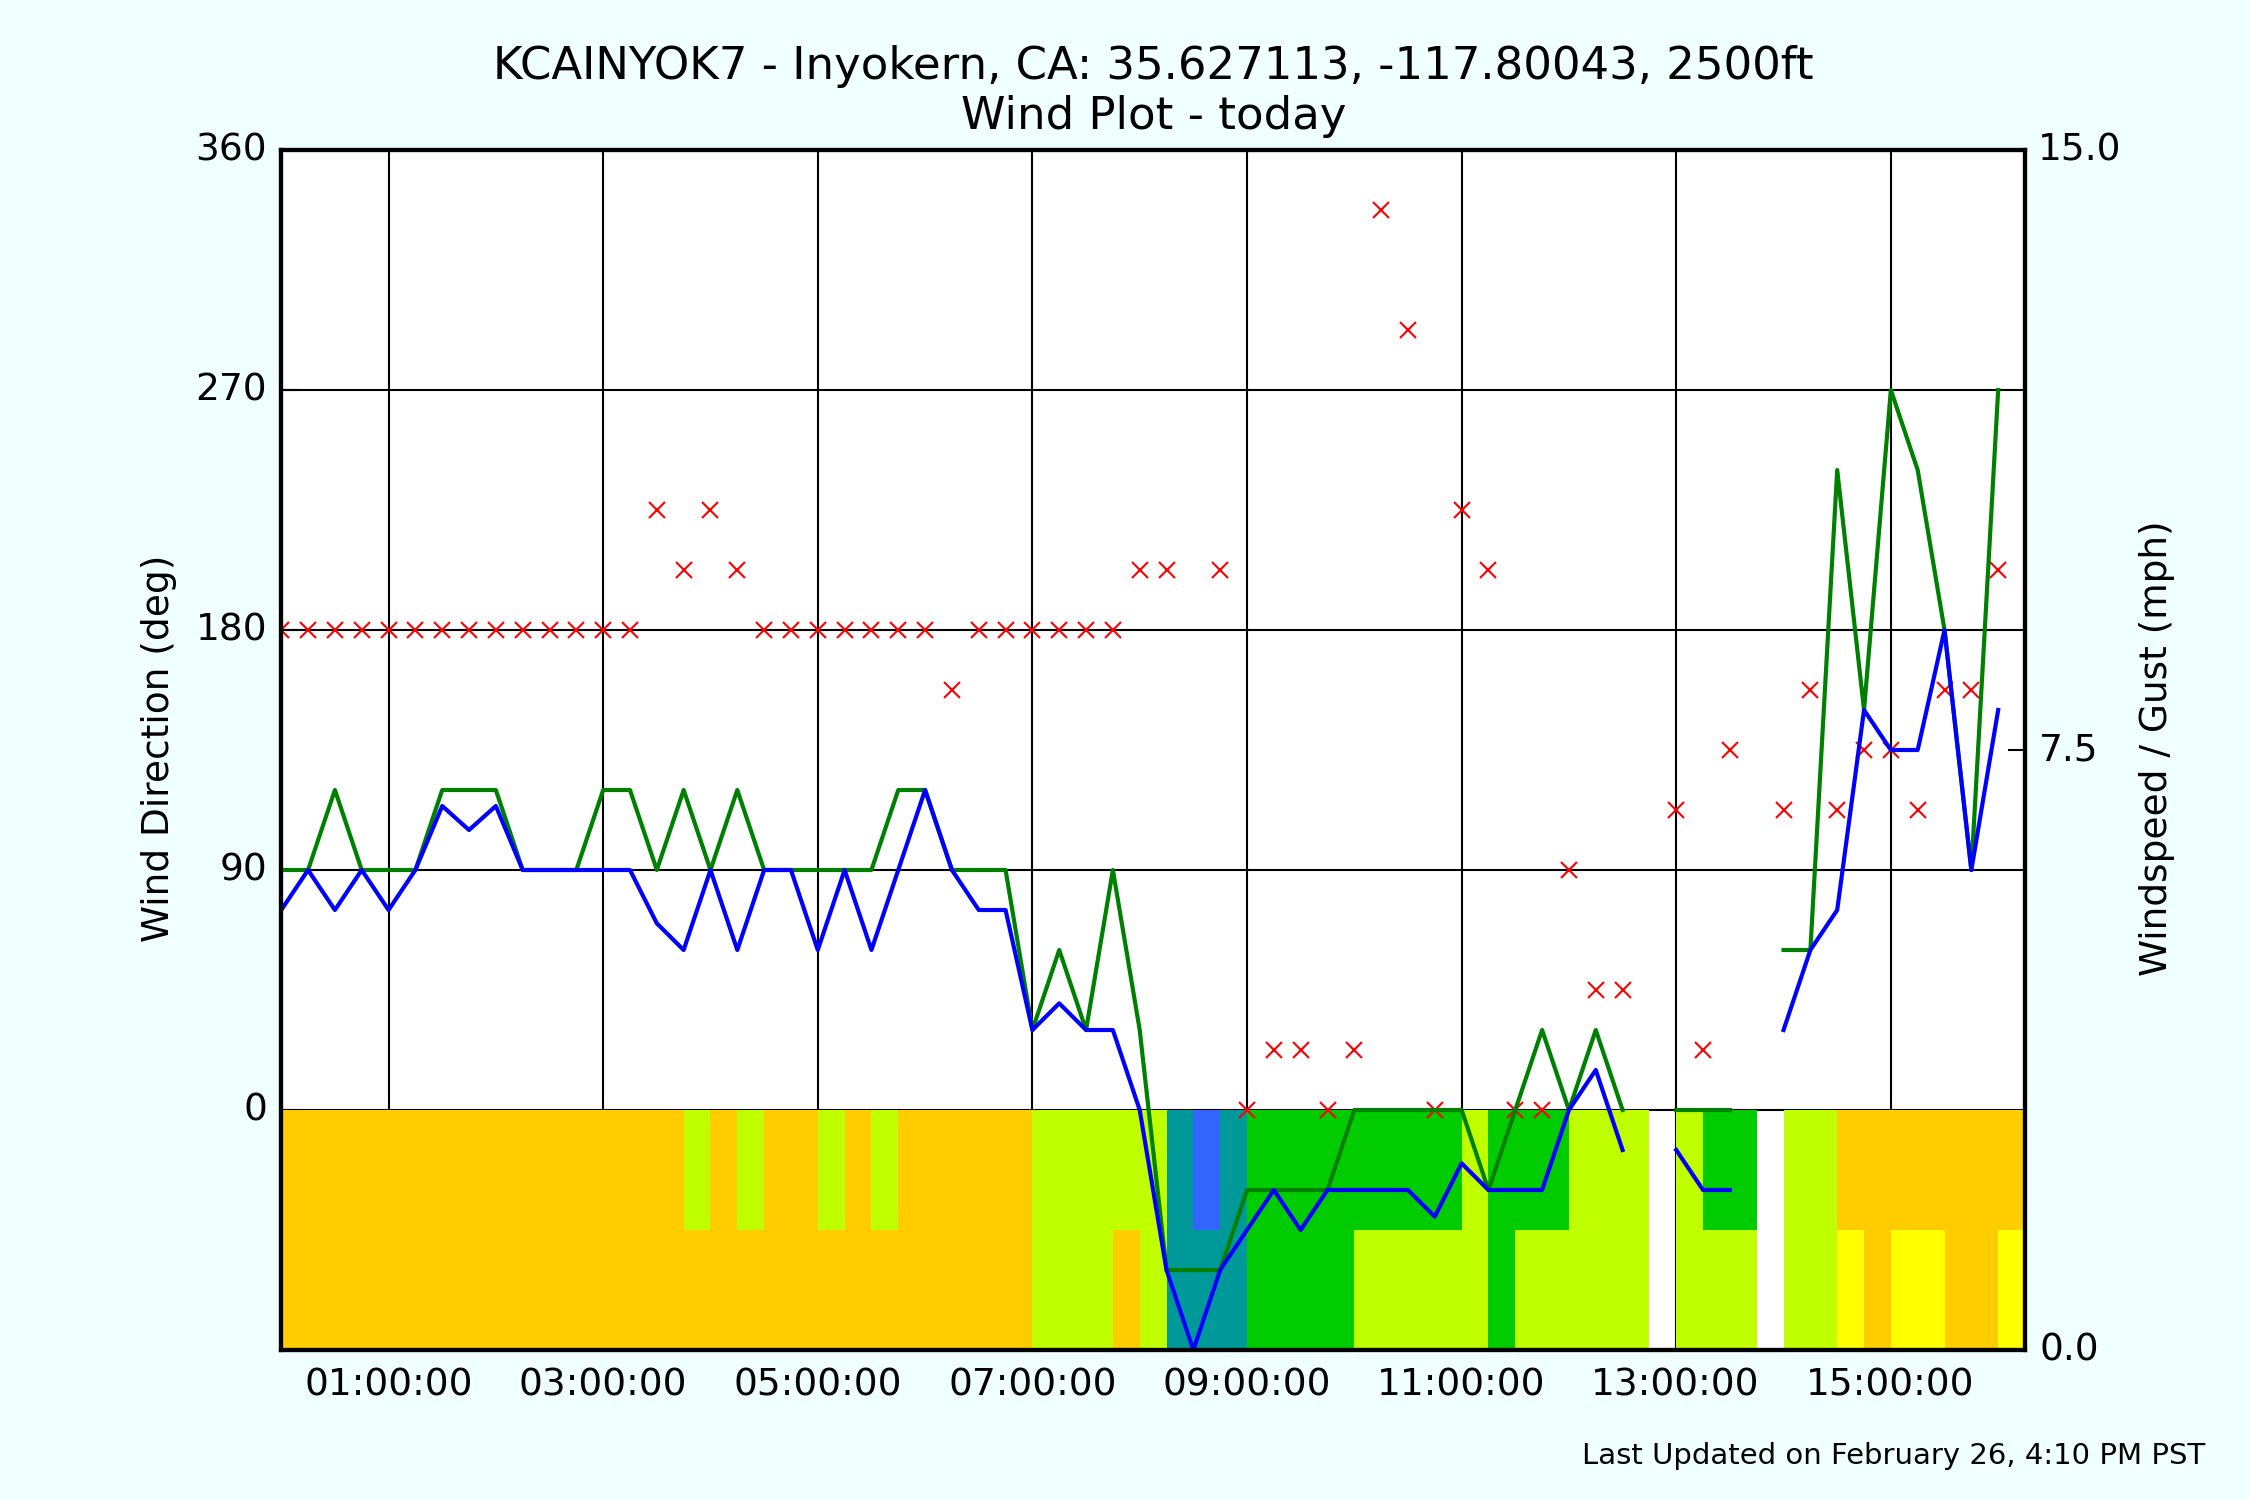 KCAINYOK7 - Inyokern, CA: 35.627113, -117.80043, 2500ft
Wind Plot - today
360
270
180
90
0
Wind Direction (deg)
15.0
7.5
0.0
Windspeed / Gust (mph)
01:00:00 03:00:00 05:00:00 07:00:00 09:00:00 11:00:00 13:00:00 15:00:00
Last Updated on February 26, 4:10 PM PST